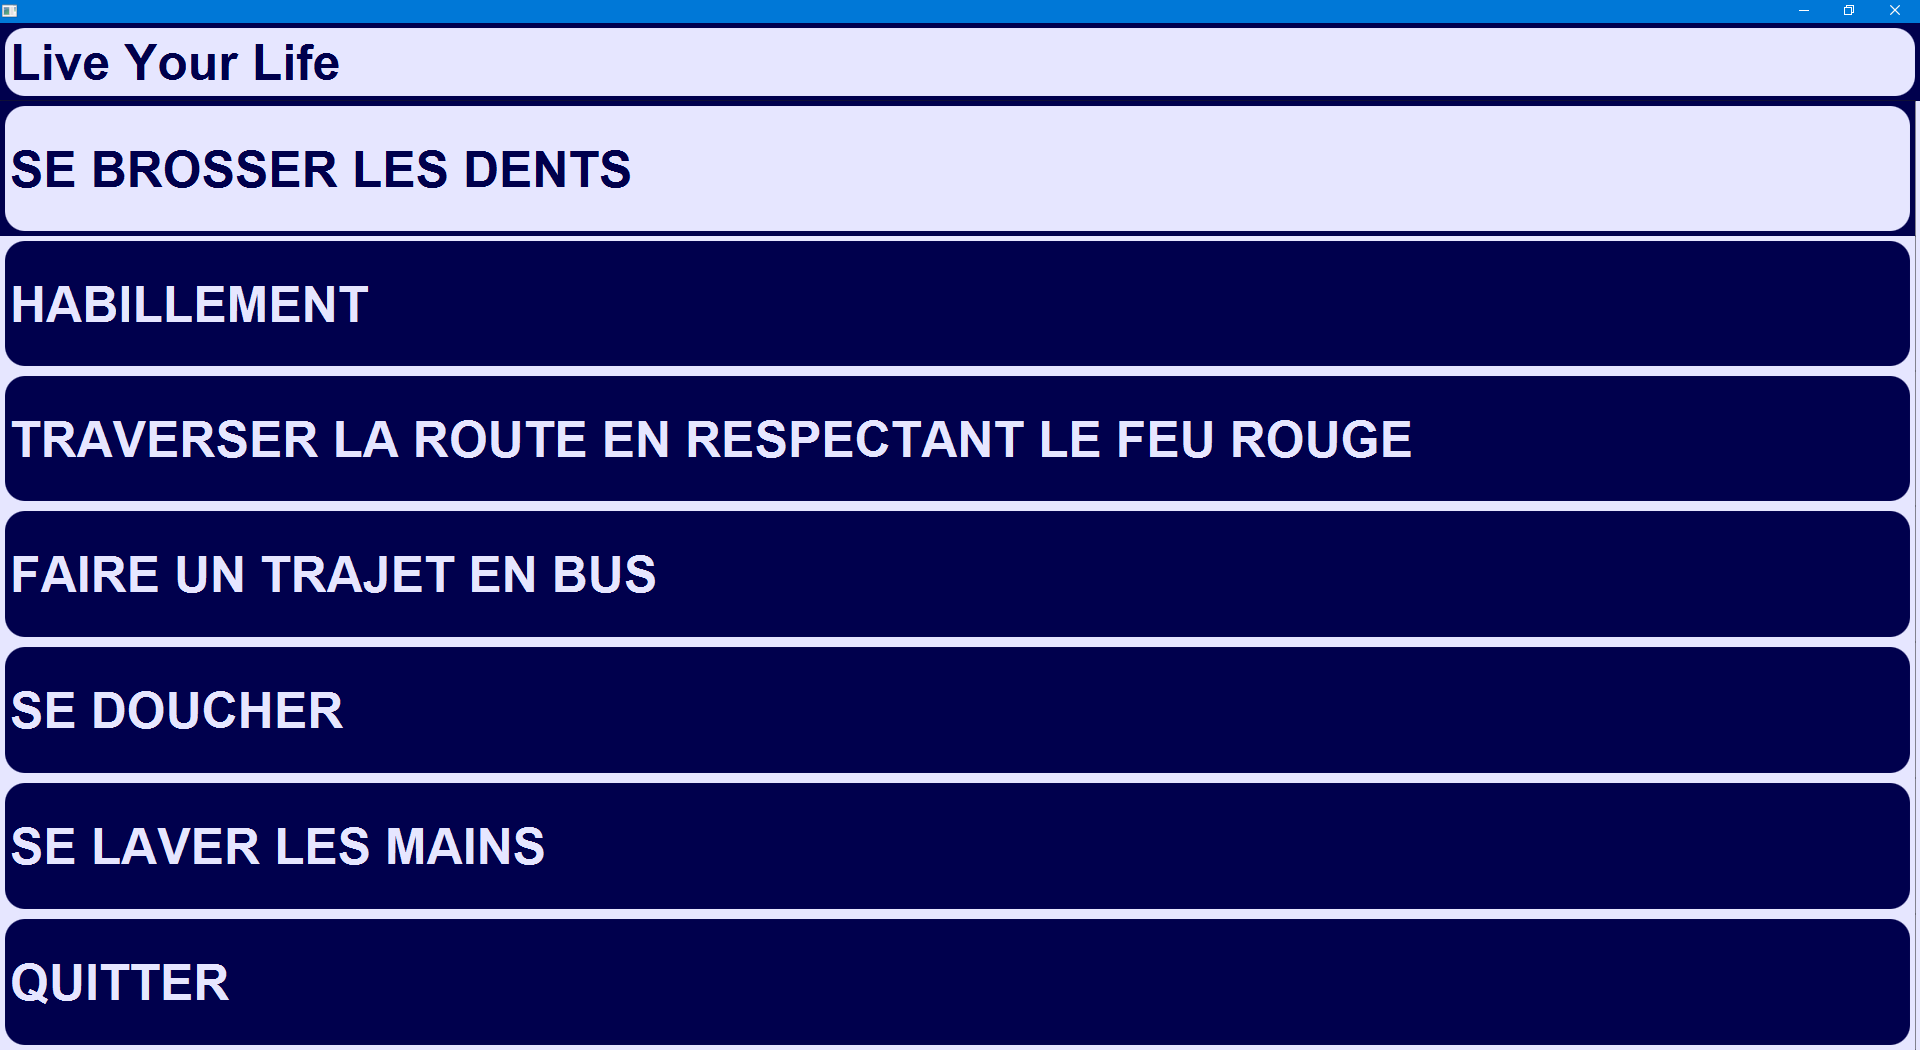 Live Your Life
SE BROSSER LES DENTS
HABILLEMENT
TRAVERSER LA ROUTE EN RESPECTANT LE FEU ROUGE
FAIRE UN TRAJET EN BUS
SE DOUCHER
SE LAVER LES MAINS
QUITTER